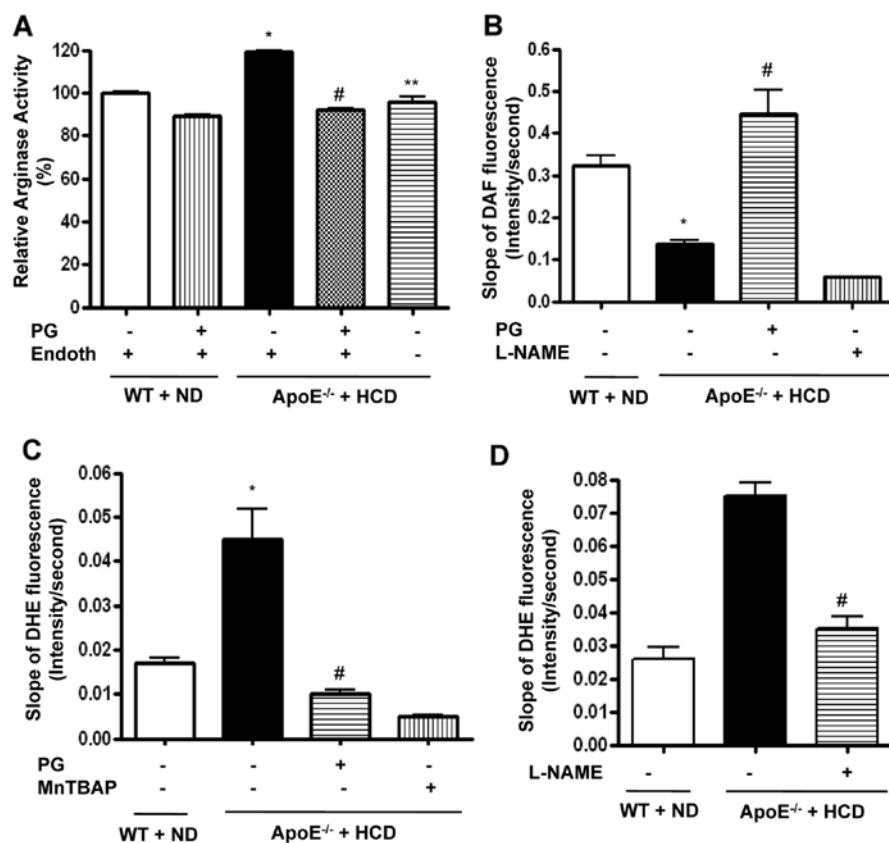 A
Relative Arginase Activity
(%)
120
100
80
60
40
20
0
*
#
**
PG - + - + -
Endoth + + + + -
WT + ND ApoE-/- + HCD
B
Slope of DAF fluorescence
(Intensity/second)
0.6
0.5
0.4
0.3
0.2
0.1
0.0
*
#
PG - - + -
L-NAME - - - +
WT + ND ApoE-/- + HCD
C
Slope of DHE fluorescence
(Intensity/second)
0.06
0.05
0.04
0.03
0.02
0.01
0.00
*
#
PG - - + -
MnTBAP - - - +
WT + ND ApoE-/- + HCD
D
Slope of DHE fluorescence
(Intensity/second)
0.08
0.07
0.06
0.05
0.04
0.03
0.02
0.01
0.00
#
L-NAME - - +
WT + ND ApoE-/- + HCD